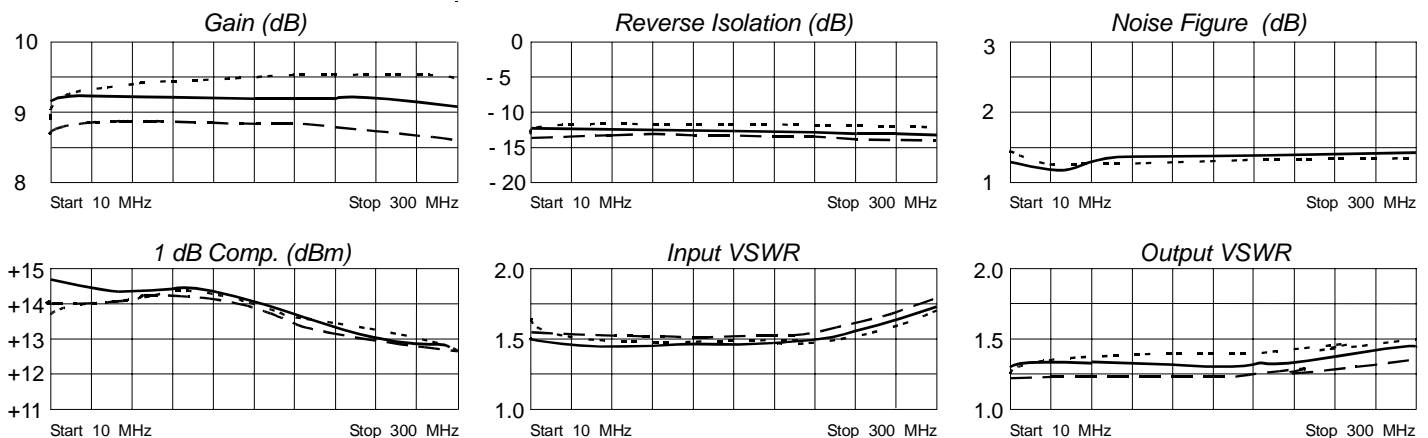 Gain (dB)
10
9
8
Start 10 MHz
Stop 300 MHz
Reverse Isolation (dB)
0
- 5
- 10
- 15
- 20
Start 10 MHz
Stop 300 MHz
Noise Figure (dB)
3
2
1
Start 10 MHz
Stop 300 MHz
1 dB Comp. (dBm)
+15
+14
+13
+12
+11
Start 10 MHz
Stop 300 MHz
Input VSWR
2.0
1.5
1.0
Start 10 MHz
Stop 300 MHz
Output VSWR
2.0
1.5
1.0
Start 10 MHz
Stop 300 MHz